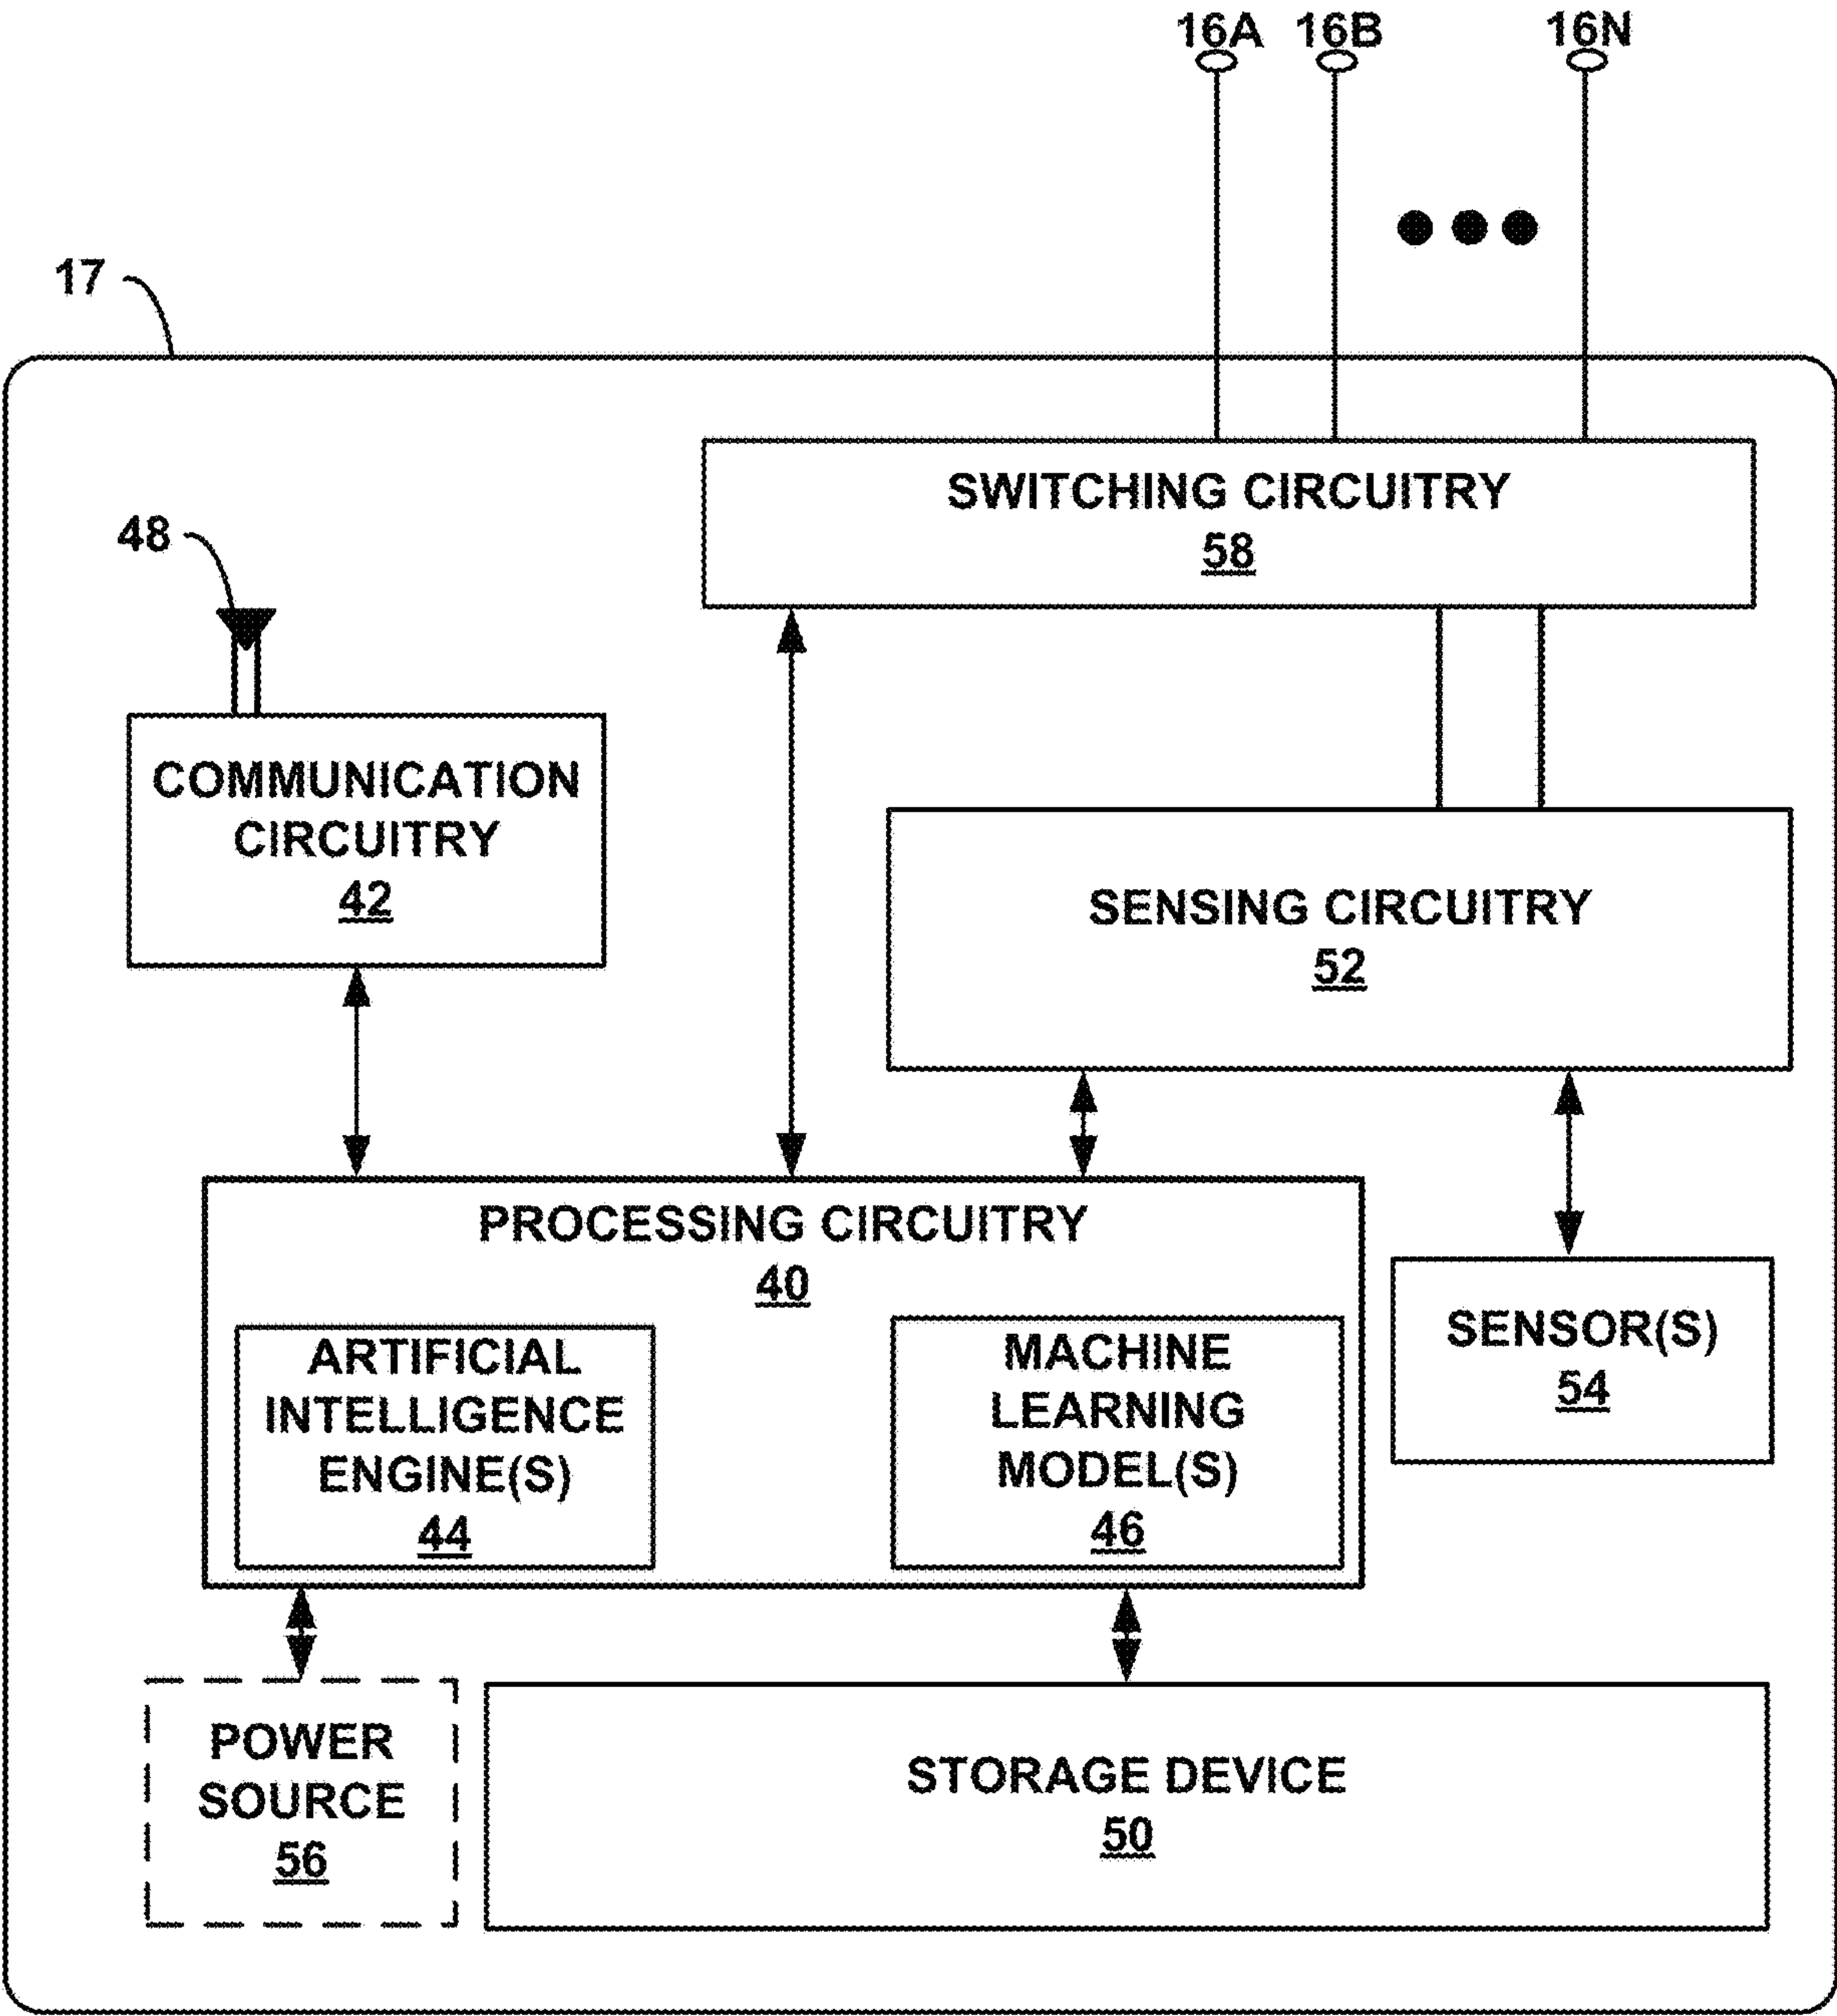 16A 16B 16N
17
SWITCHING CIRCUITRY
58
48
COMMUNICATION
CIRCUITRY
42
SENSING CIRCUITRY
52
PROCESSING CIRCUITRY
40
ARTIFICIAL
INTELLIGENCE
ENGINE(S)
44
MACHINE
LEARNING
MODEL(S)
46
SENSOR(S)
54
POWER
SOURCE
56
STORAGE DEVICE
50